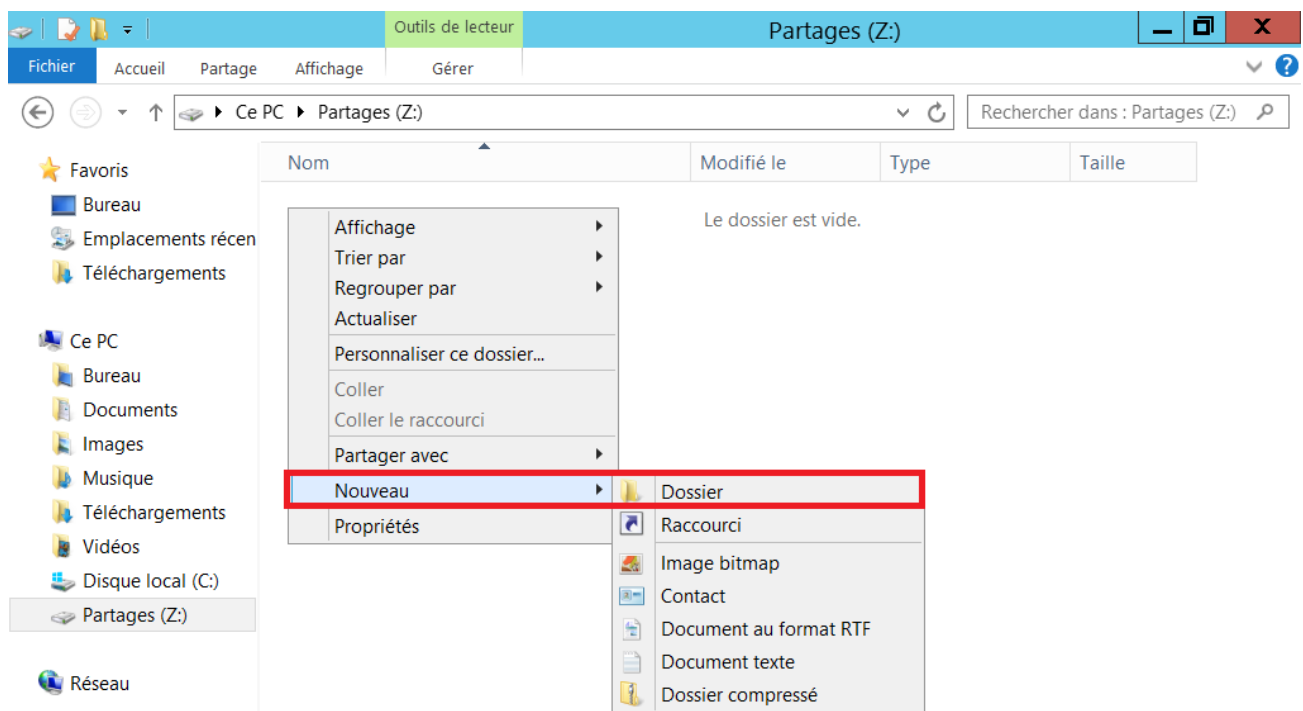 Outils de lecteur
Partages (Z:)
Fichier Accueil Partage Affichage Gérer
Ce PC Partages (Z:)
Rechercher dans : Partages (Z:)
Nom Modifié le Type Taille
Le dossier est vide.
Favoris
Bureau
Emplacements récen
Téléchargements
Ce PC
Bureau
Documents
Images
Musique
Téléchargements
Vidéos
Disque local (C:)
Partages (Z:)
Réseau
Affichage
Trier par
Regrouper par
Actualiser
Personnaliser ce dossier...
Coller
Coller le raccourci
Partager avec
Nouveau
Propriétés
Dossier
Raccourci
Image bitmap
Contact
Document au format RTF
Document texte
Dossier compressé